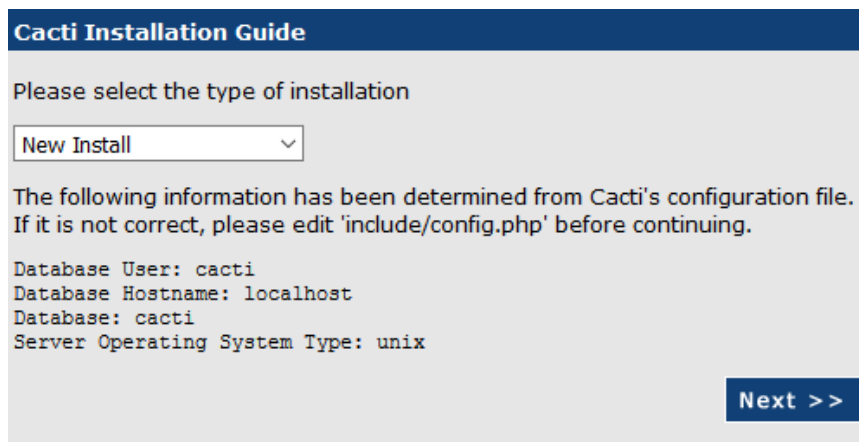 Cacti Installation Guide
Please select the type of installation
New Install
The following information has been determined from Cacti's configuration file.
If it is not correct, please edit 'include/config.php' before continuing.
Database User: cacti
Database Hostname: localhost
Database: cacti
Server Operating System Type: unix
Next >>